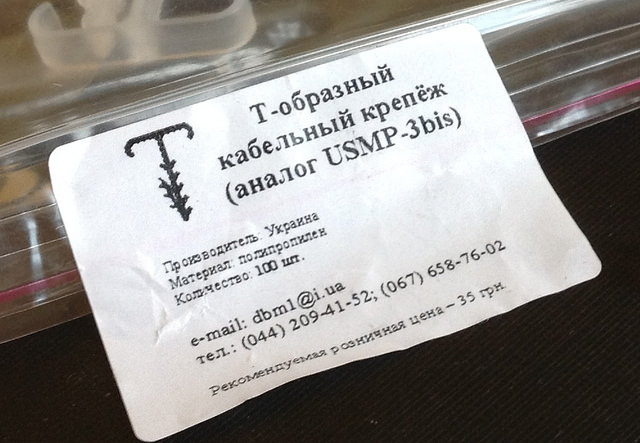 Т-образный
кабельный крепёж
(аналог USMP-3bis)
Производитель: Украина
Материал: полипропилен
Количество: 100 шт.
e-mail: dbm1@i.ua
тел.: (044) 209-41-52; (067) 658-76-02
Рекомендуемая розничная цена – 35 грн.